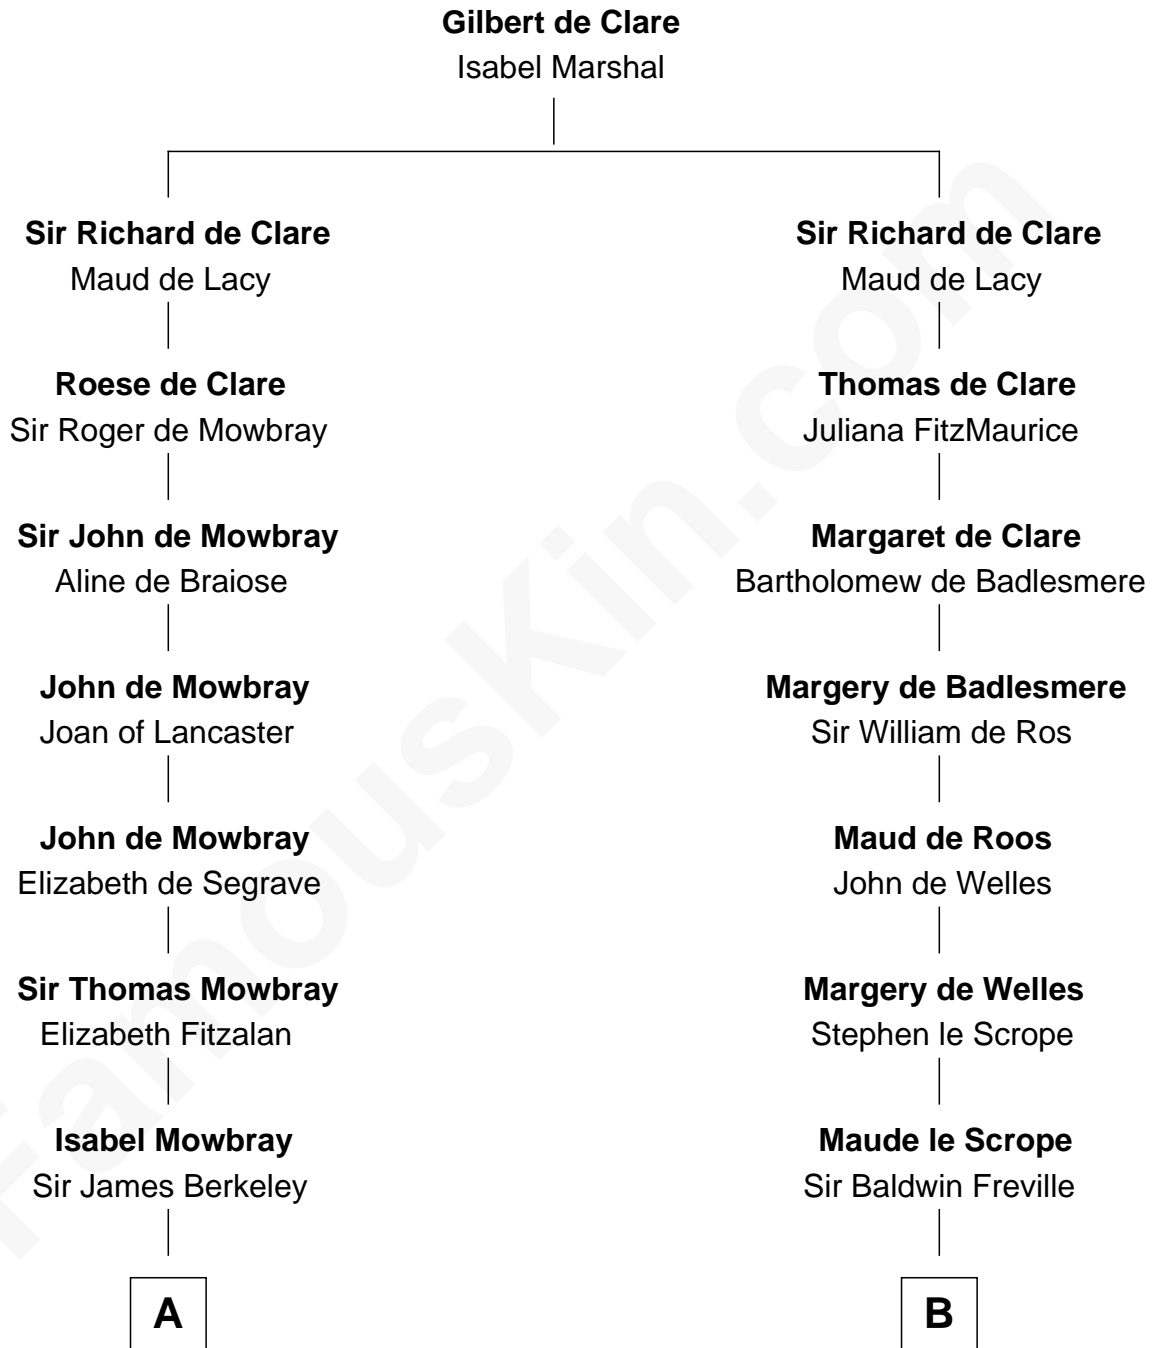 Gilbert de Clare
Isabel Marshal
Sir Richard de Clare
Maud de Lacy
Roese de Clare
Sir Roger de Mowbray
Sir John de Mowbray
Aline de Braiose
John de Mowbray
Joan of Lancaster
John de Mowbray
Elizabeth de Segrave
Sir Thomas Mowbray
Elizabeth Fitzalan
Isabel Mowbray
Sir James Berkeley
A
Sir Richard de Clare
Maud de Lacy
Thomas de Clare
Juliana FitzMaurice
Margaret de Clare
Bartholomew de Badlesmere
Margery de Badlesmere
Sir William de Ros
Maud de Roos
John de Welles
Margery de Welles
Stephen le Scrope
Maude le Scrope
Sir Baldwin Freville
B
FamousKin.com